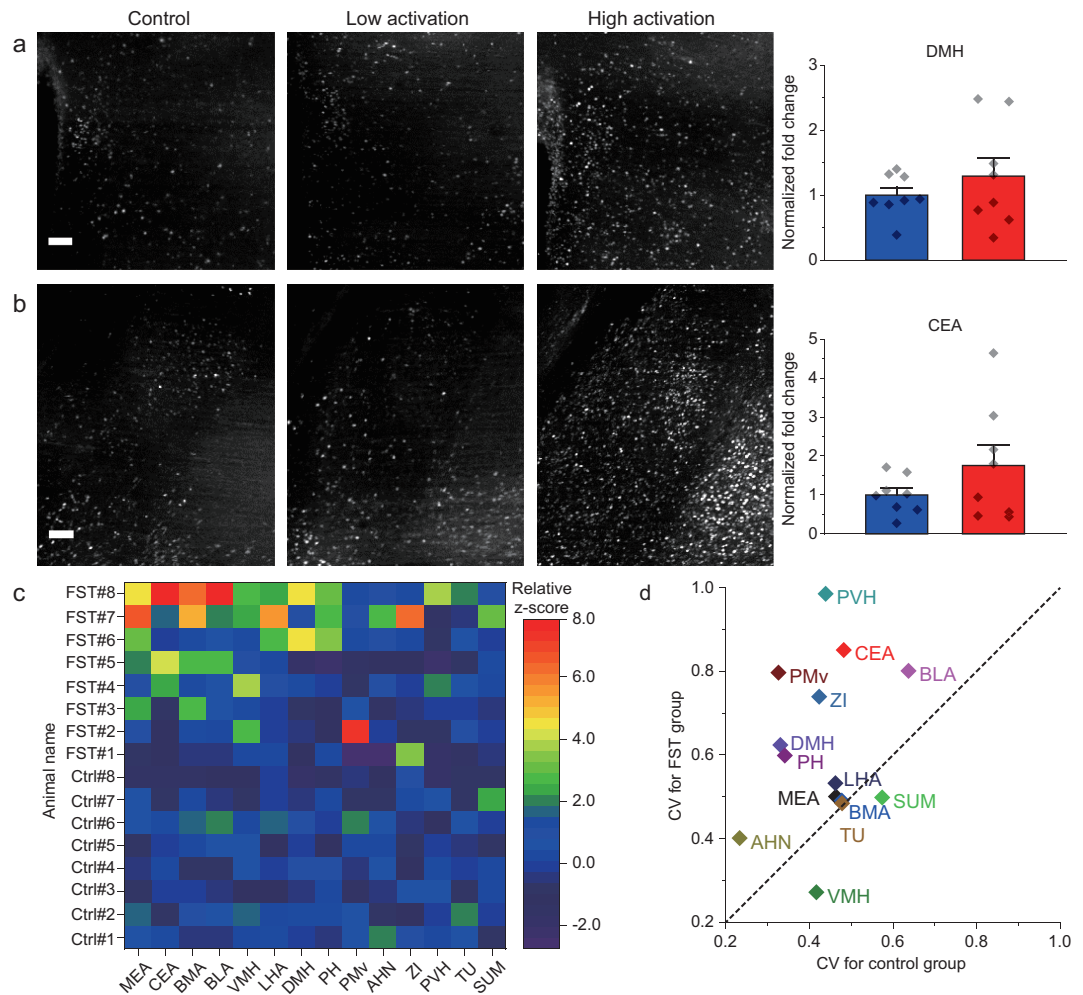 Control
Low activation
High activation
a
DMH
Normalized fold change
3
2
1
0
b
CEA
Normalized fold change
5
4
3
2
1
0
c
Relative
z-score
8.0
6.0
4.0
2.0
0.0
-2.0
Animal name
FST#8
FST#7
FST#6
FST#5
FST#4
FST#3
FST#2
FST#1
Ctrl#8
Ctrl#7
Ctrl#6
Ctrl#5
Ctrl#4
Ctrl#3
Ctrl#2
Ctrl#1
MEA
CEA
BMA
BLA
VMH
LHA
DMH
PH
PMv
AHN
ZI
PVH
TU
SUM
d
CV for FST group
1.0
0.8
0.6
0.4
0.2
PVH
CEA
BLA
PMv
ZI
DMH
PH
LHA
MEA
SUM
BMA
TU
AHN
VMH
0.2 0.4 0.6 0.8 1.0
CV for control group